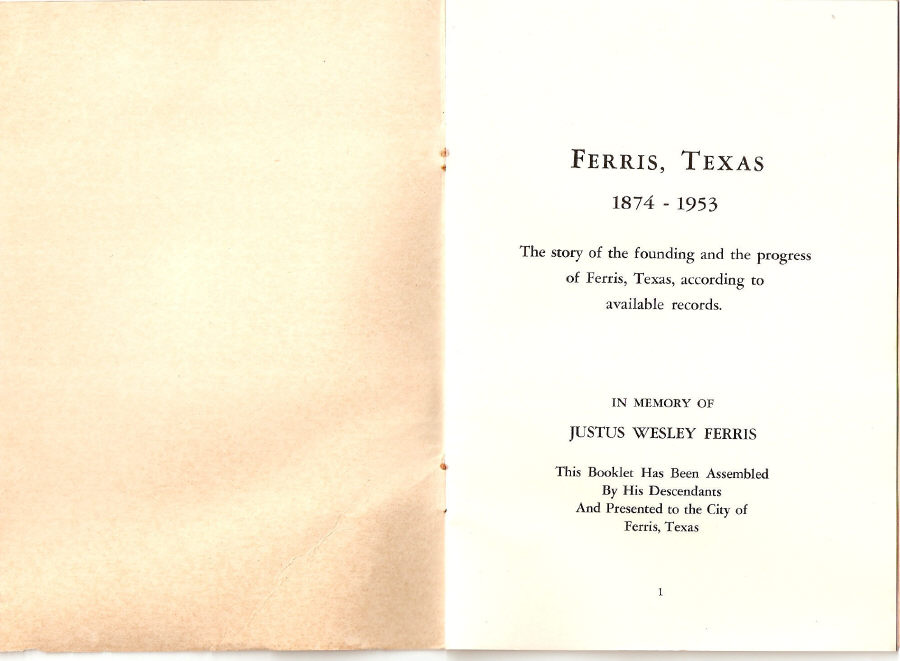 FERRIS, TEXAS
1874 - 1953
The story of the founding and the progress
of Ferris, Texas, according to
available records.
IN MEMORY OF
JUSTUS WESLEY FERRIS
This Booklet Has Been Assembled
By His Descendants
And Presented to the City of
Ferris, Texas
1